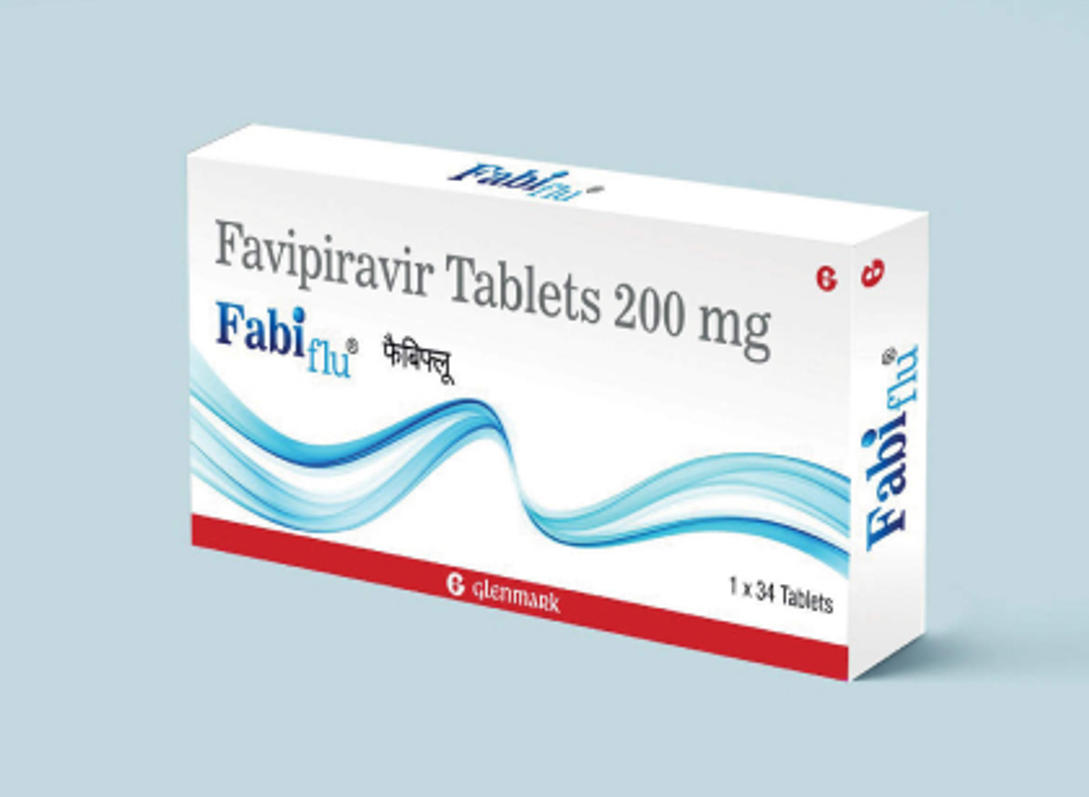 Fabiflu®
Favipiravir Tablets 200 mg
Fabiflu® फैबिफ्लू
1 x 34 Tablets
glenmark
Fabiflu®